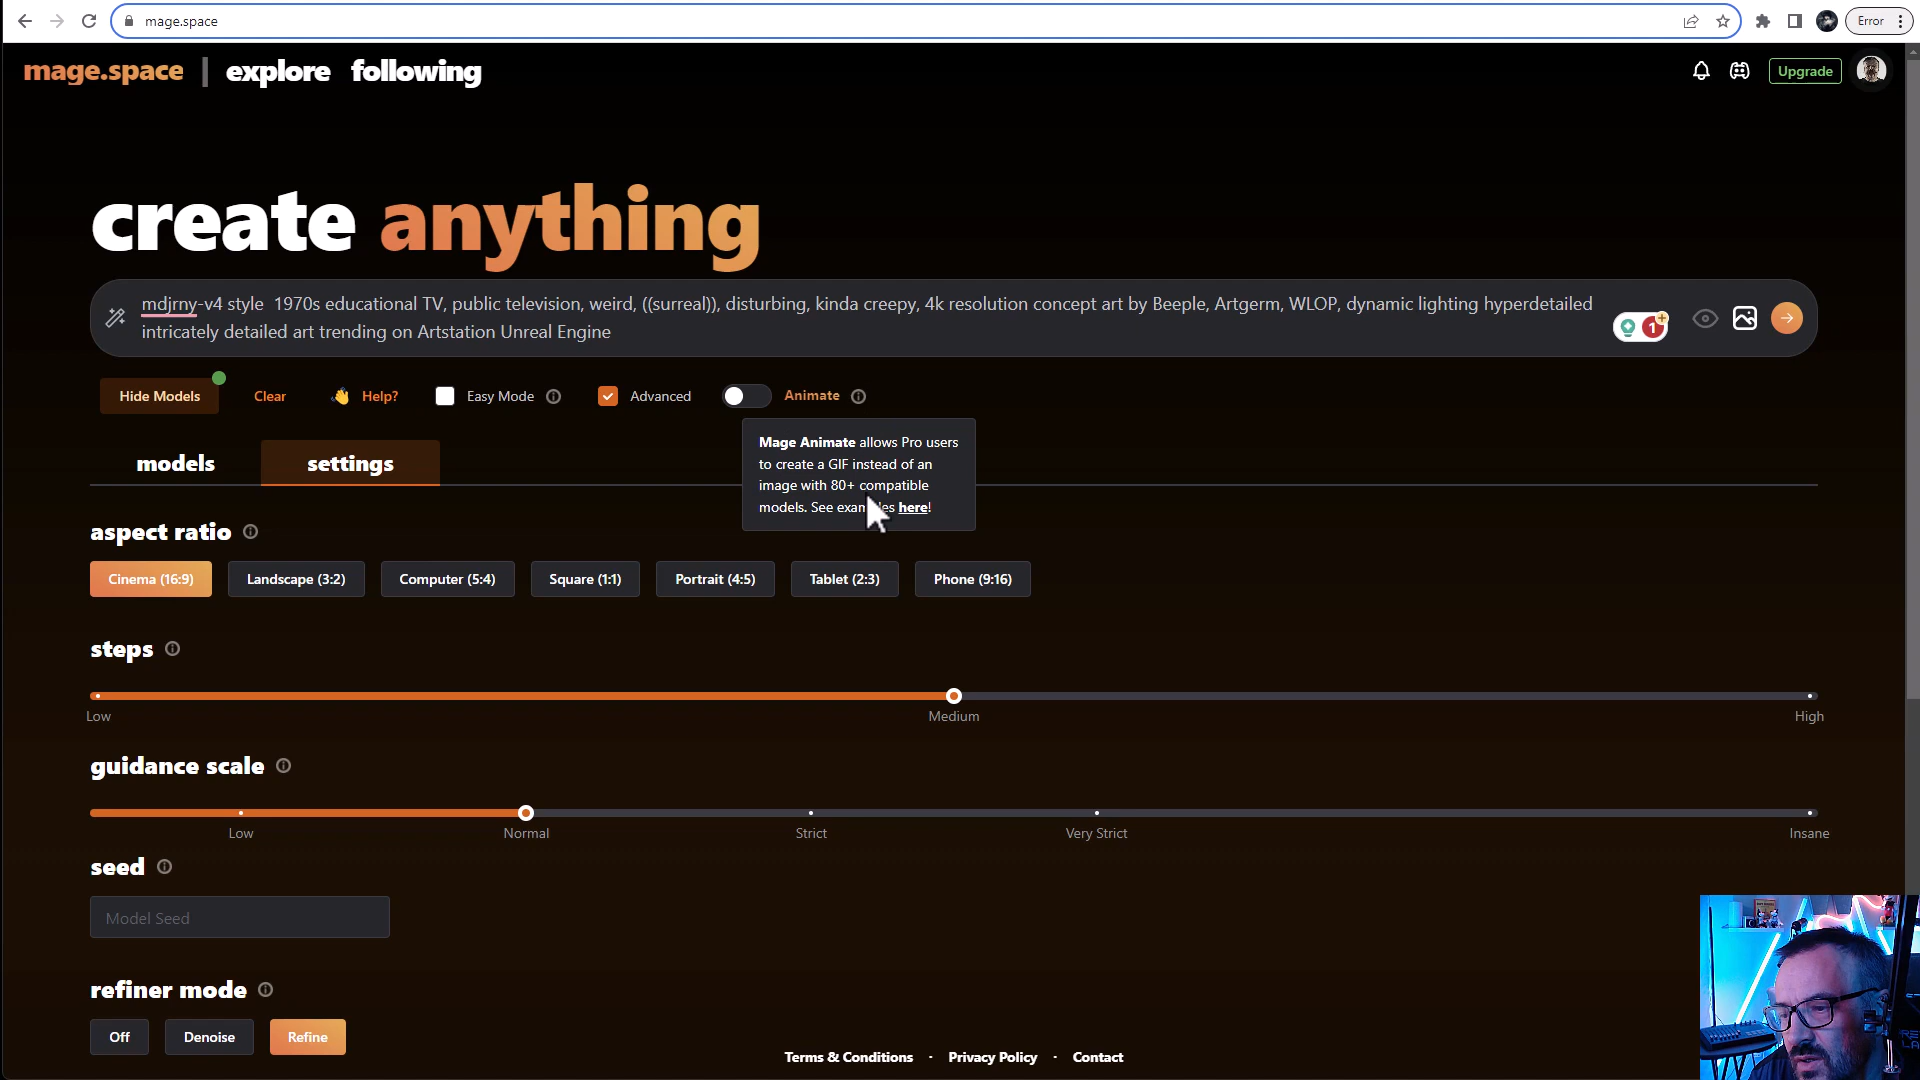 mage.space
Error
mage.space | explore following
Upgrade
create anything
mdjrny-v4 style 1970s educational TV, public television, weird, ((surreal)), disturbing, kinda creepy, 4k resolution concept art by Beeple, Artgerm, WLOP, dynamic lighting hyperdetailed
intricately detailed art trending on Artstation Unreal Engine
1
Hide Models Clear Help? Easy Mode Advanced Animate
Mage Animate allows Pro users
to create a GIF instead of an
image with 80+ compatible
models. See examples here!
models settings
aspect ratio
Cinema (16:9) Landscape (3:2) Computer (5:4) Square (1:1) Portrait (4:5) Tablet (2:3) Phone (9:16)
steps
Low Medium High
guidance scale
Low Normal Strict Very Strict Insane
seed
Model Seed
refiner mode
Off Denoise Refine
Terms & Conditions · Privacy Policy · Contact